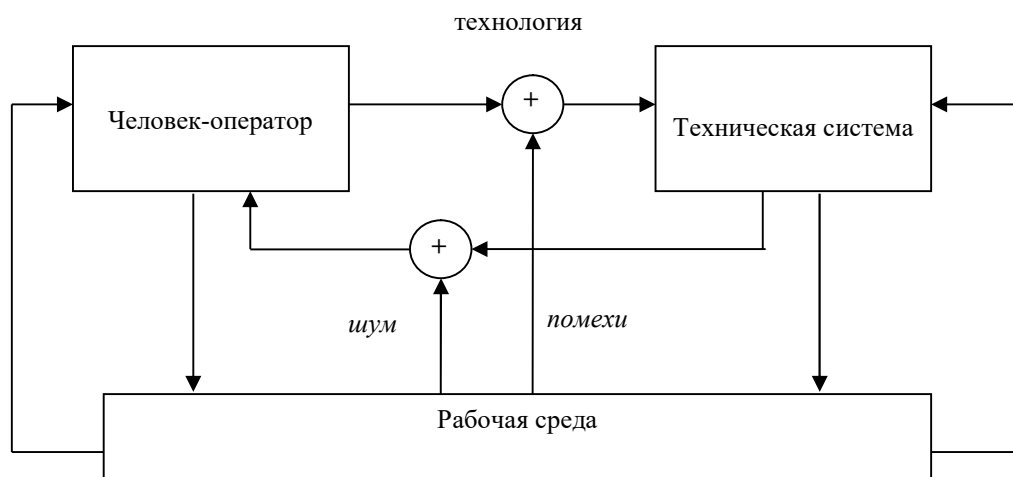 технология
Человек-оператор
+
Техническая система
+
шум
помехи
Рабочая среда